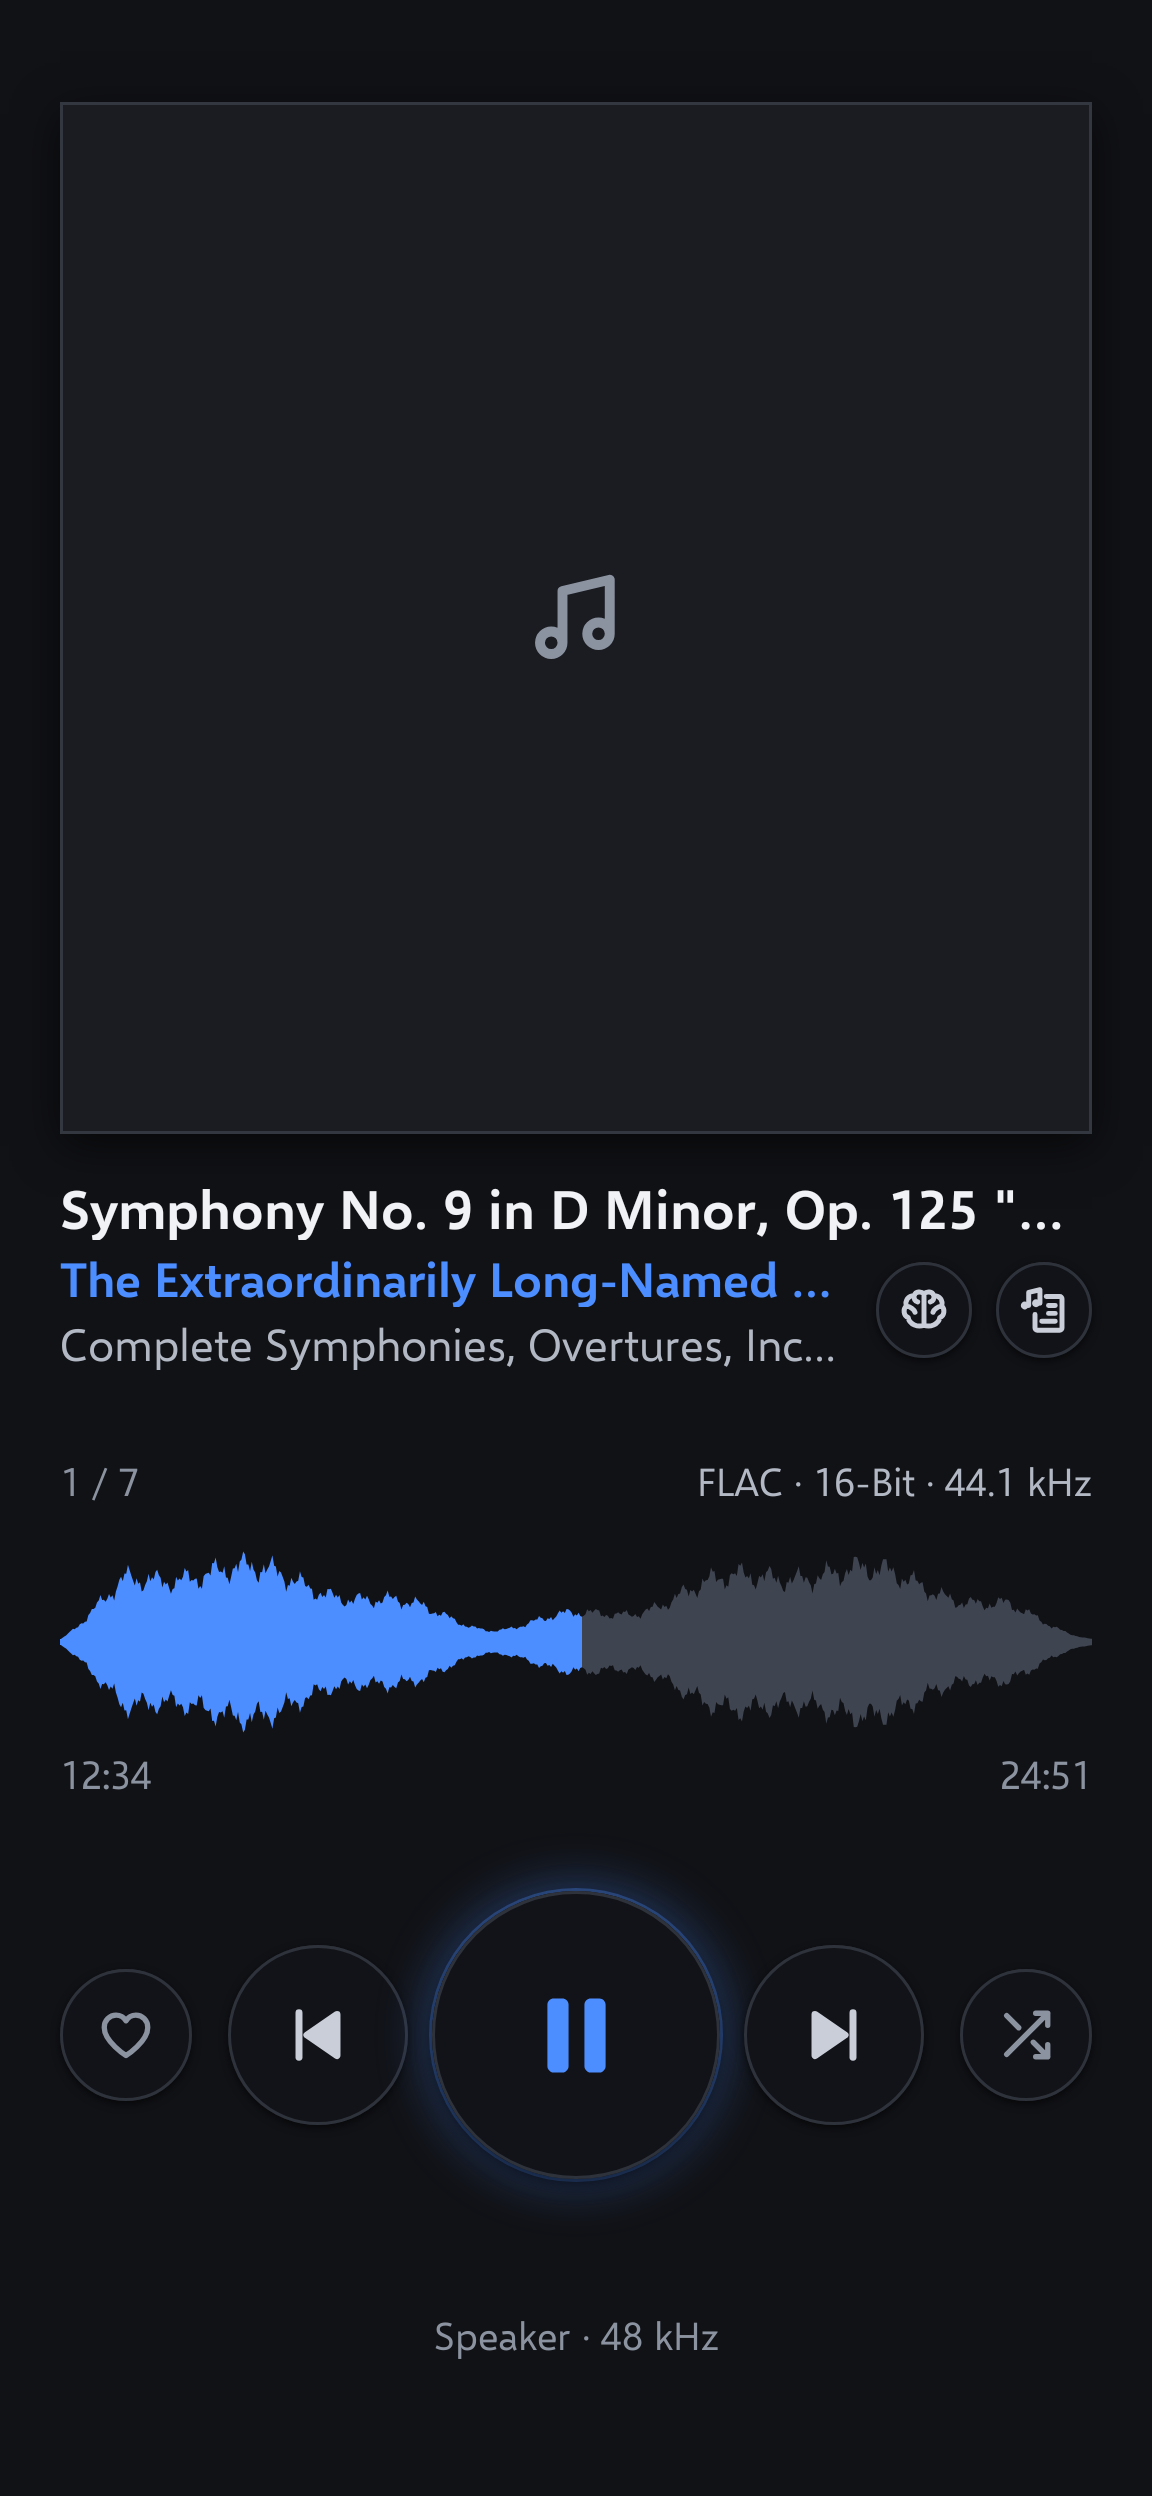 Symphony No. 9 in D Minor, Op. 125 "...
The Extraordinarily Long-Named ...
Complete Symphonies, Overtures, Inc...
1 / 7
FLAC · 16-Bit · 44.1 kHz
12:34
24:51
Speaker · 48 kHz